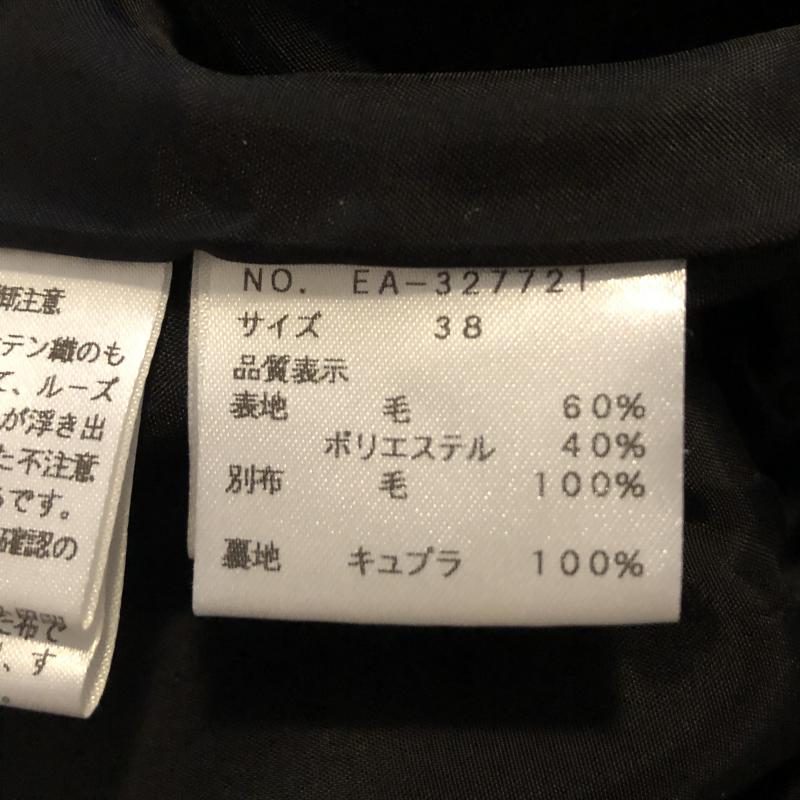 NO. EA-327721
サイズ 38
品質表示
表地 毛 60%
ポリエステル 40%
別布 毛 100%
裏地 キュプラ 100%
御注意
テン織のも
て、ルーズ
が浮き出
た不注意
るです。
確認の
た布で
、す